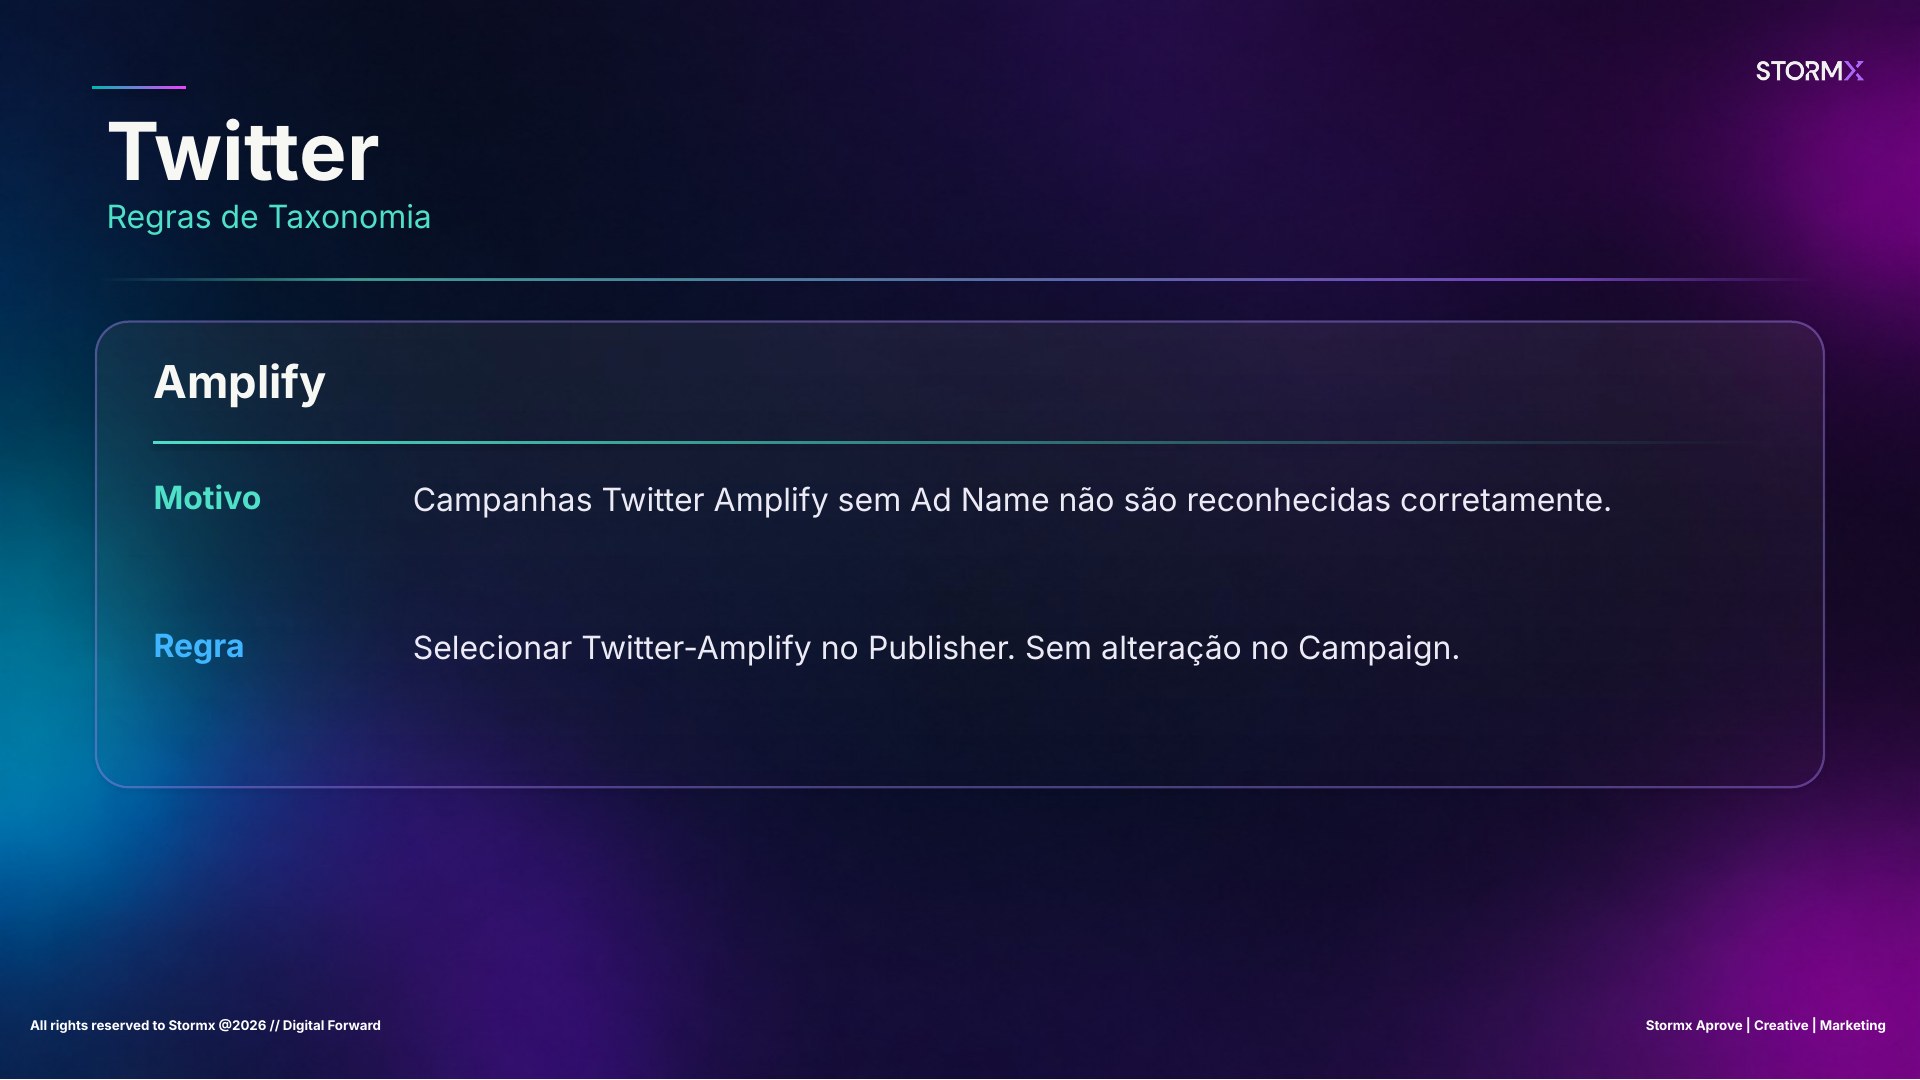 STORMX
Twitter
Regras de Taxonomia
Amplify
Motivo
Campanhas Twitter Amplify sem Ad Name não são reconhecidas corretamente.
Regra
Selecionar Twitter-Amplify no Publisher. Sem alteração no Campaign.
All rights reserved to Stormx @2026 // Digital Forward
Stormx Aprove | Creative | Marketing